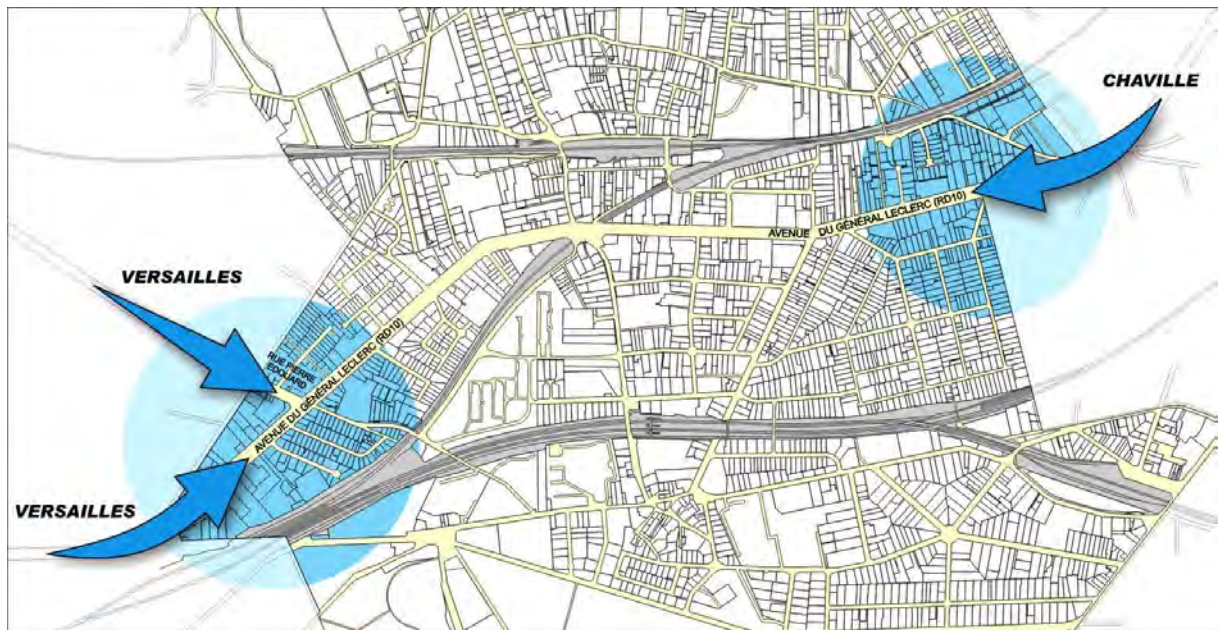 CHAVILLE
AVENUE DU GÉNÉRAL LECLERC (RD10)
VERSAILLES
RUE PIERRE
EDOUARD
AVENUE DU GÉNÉRAL LECLERC (RD10)
VERSAILLES